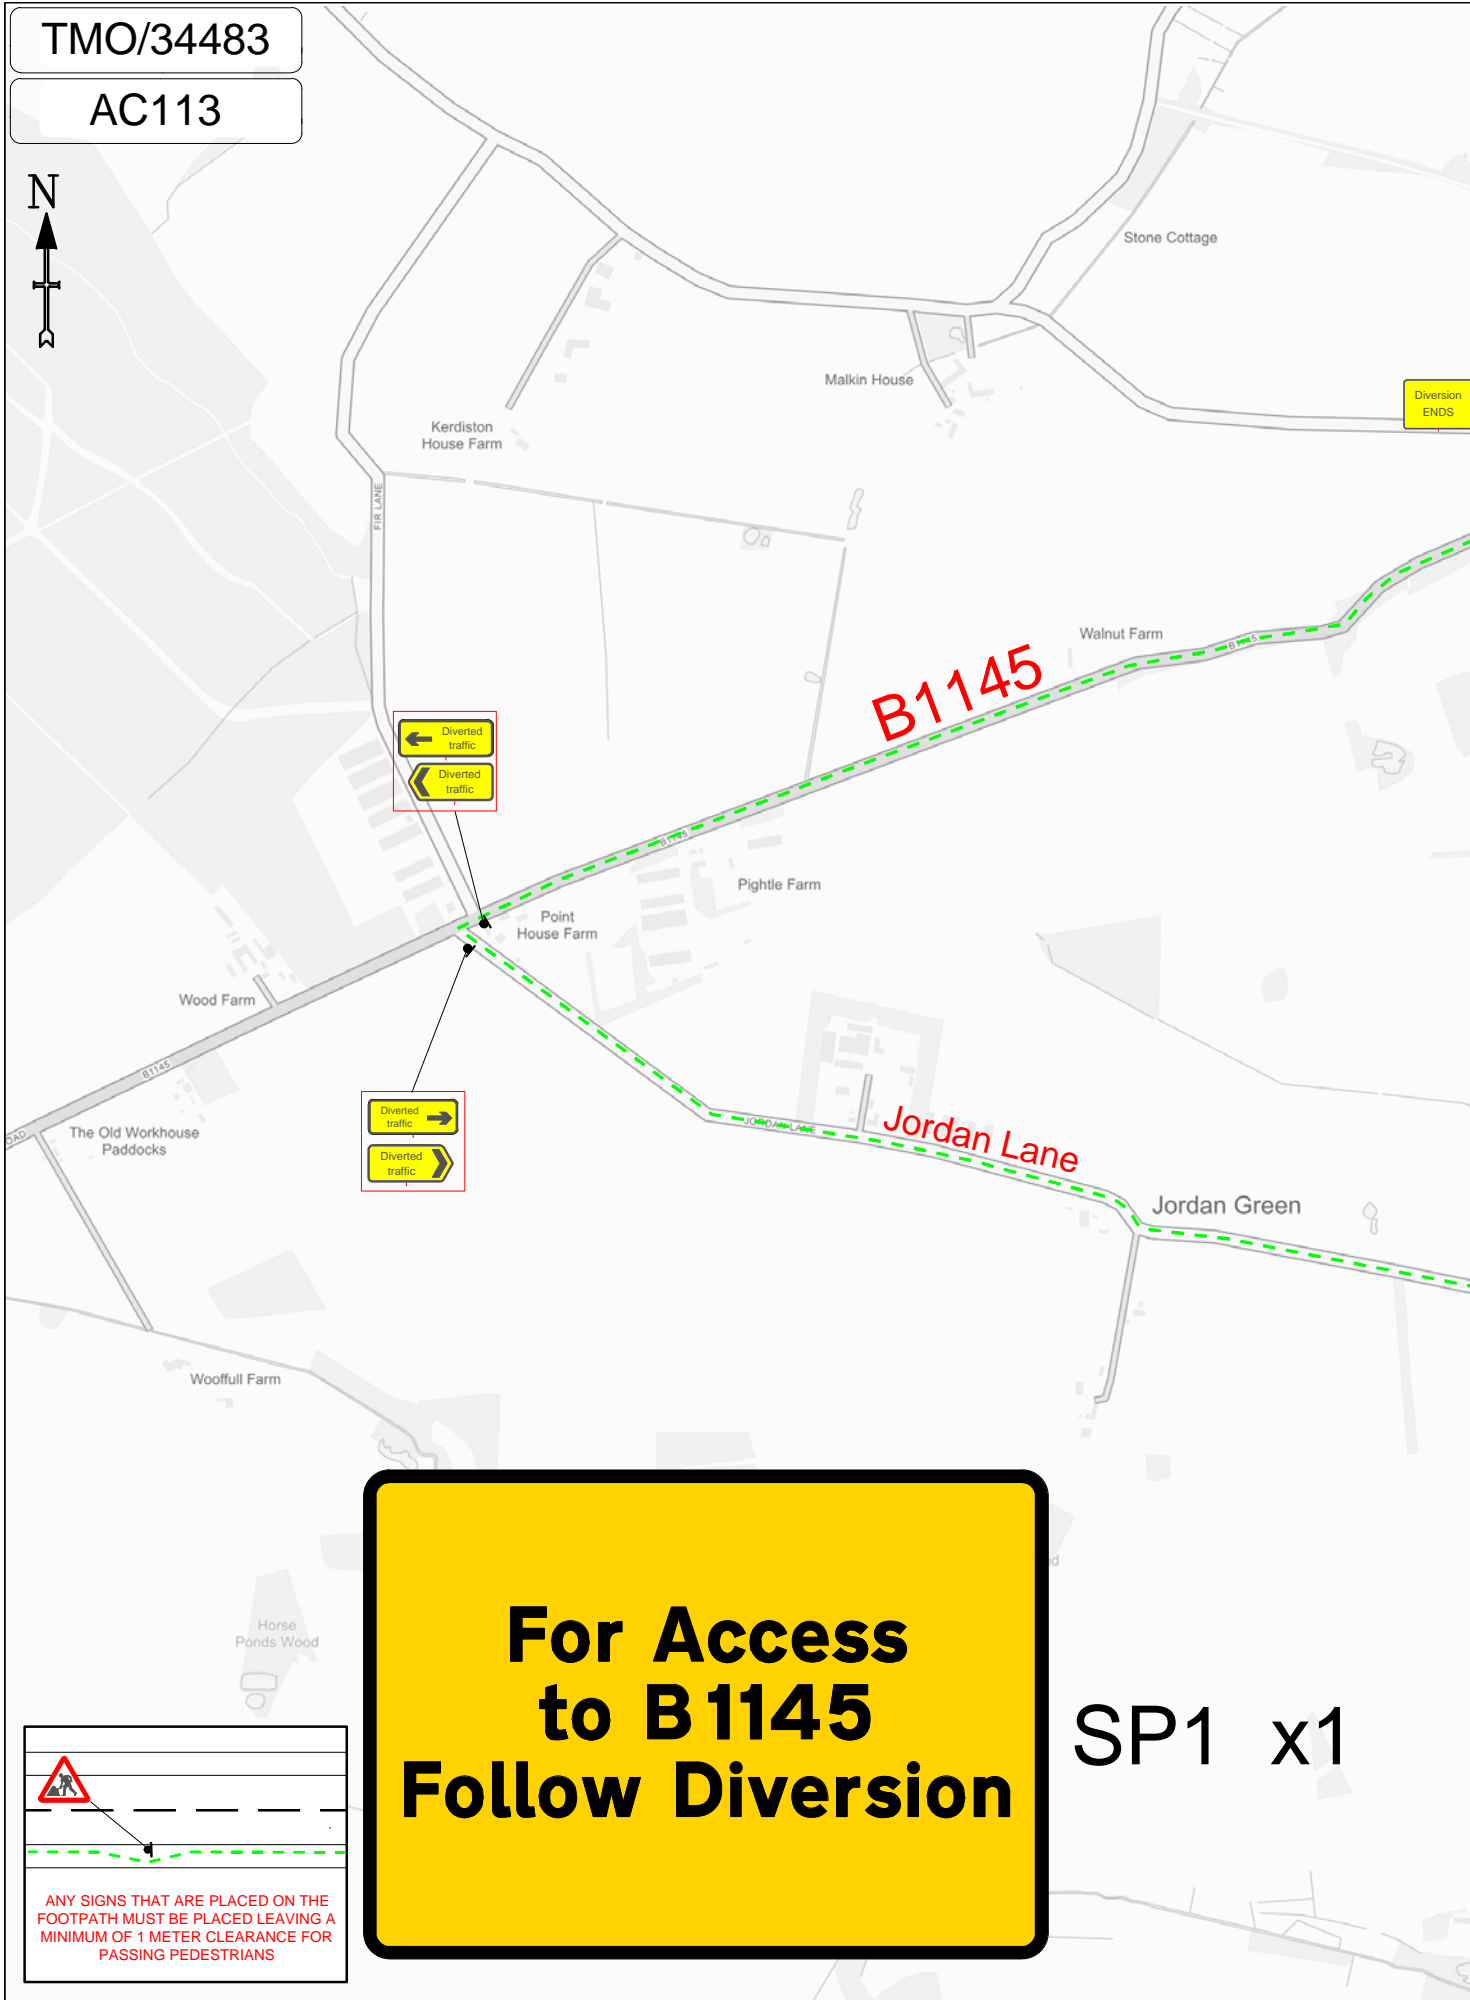 TMO/34483
AC113
N
Stone Cottage
Malkin House
Diversion
ENDS
Kerdiston
House Farm
FIR LANE
Walnut Farm
B1145
B1145
Diverted
traffic
Diverted
traffic
B1145
Pightle Farm
Point
House Farm
Wood Farm
B1145
Diverted
traffic
Diverted
traffic
OAD
The Old Workhouse
Paddocks
JORDAN LANE
Jordan Lane
Jordan Green
Wooffull Farm
Horse
Ponds Wood
For Access
to B1145
Follow Diversion
SP1 x1
ANY SIGNS THAT ARE PLACED ON THE
FOOTPATH MUST BE PLACED LEAVING A
MINIMUM OF 1 METER CLEARANCE FOR
PASSING PEDESTRIANS